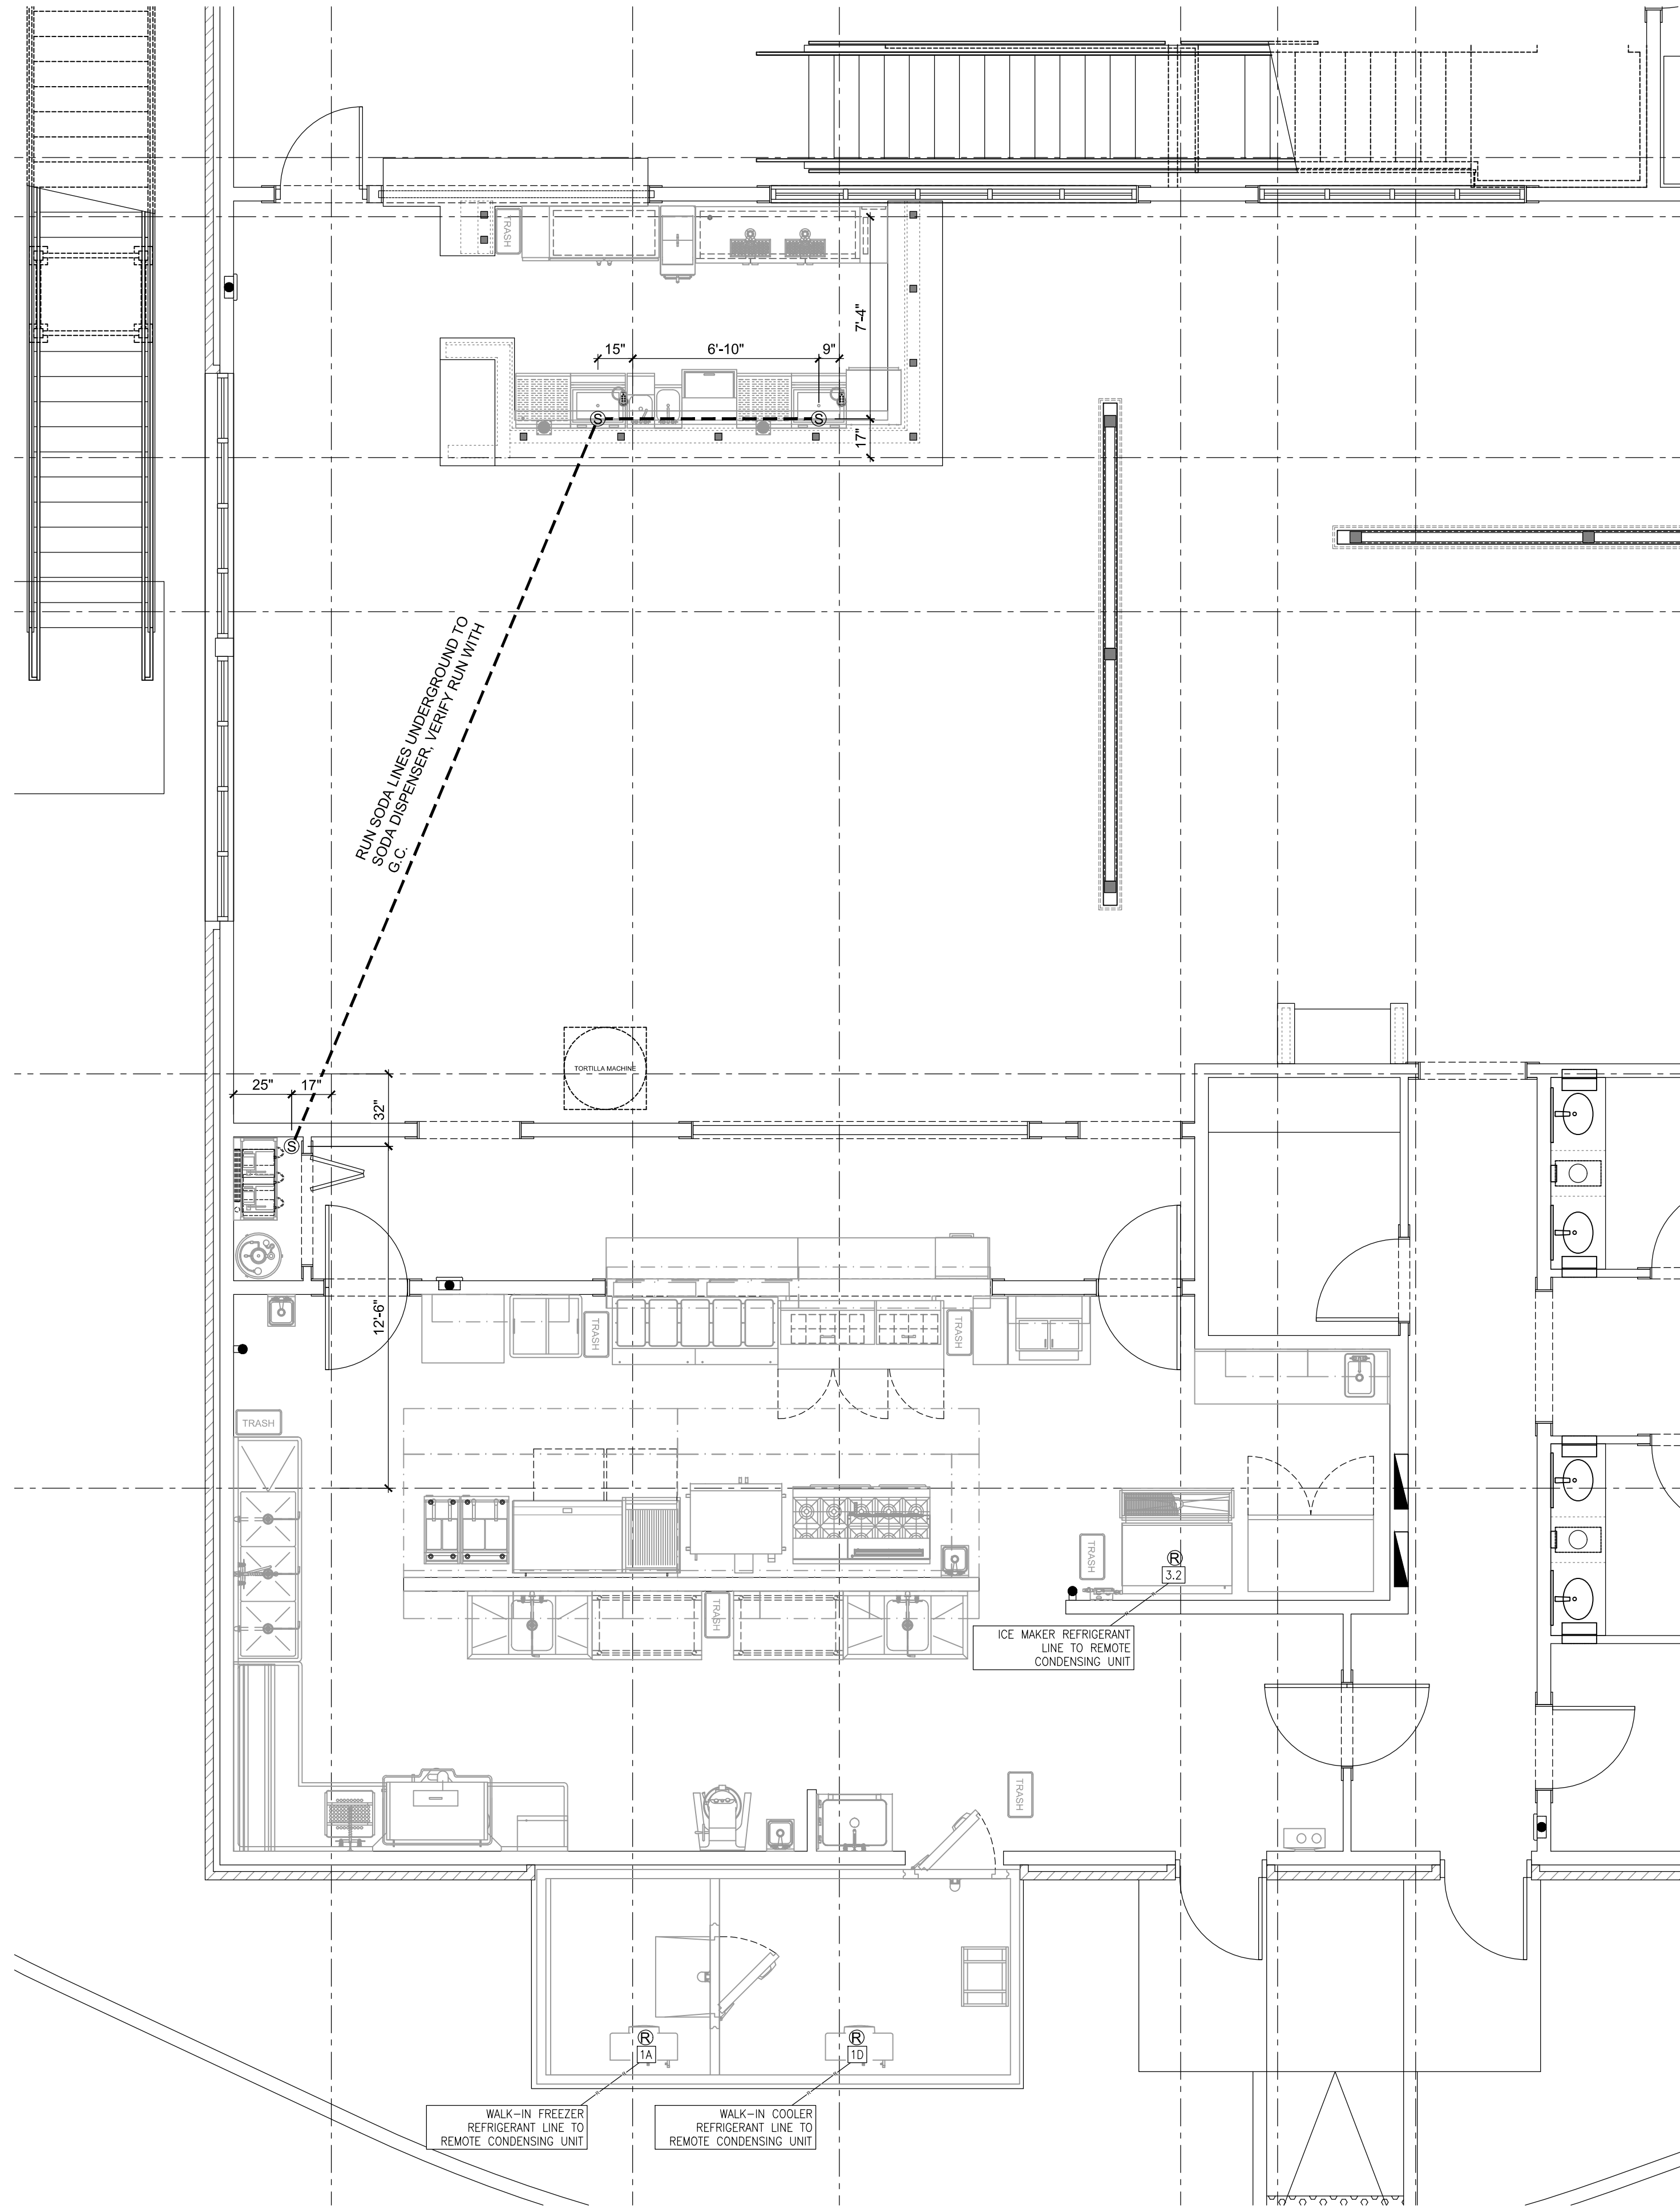 TRASH
7'-4"
15"
6'-10"
9"
S
S
17"
RUN SODA LINES UNDERGROUND TO
SODA DISPENSER, VERIFY RUN WITH
G.C.
TORTILLA MACHINE
25"
17"
32"
S
12'-6"
TRASH
TRASH
TRASH
TRASH
R
3.2
TRASH
ICE MAKER REFRIGERANT
LINE TO REMOTE
CONDENSING UNIT
TRASH
R
1A
R
1D
WALK-IN FREEZER
REFRIGERANT LINE TO
REMOTE CONDENSING UNIT
WALK-IN COOLER
REFRIGERANT LINE TO
REMOTE CONDENSING UNIT